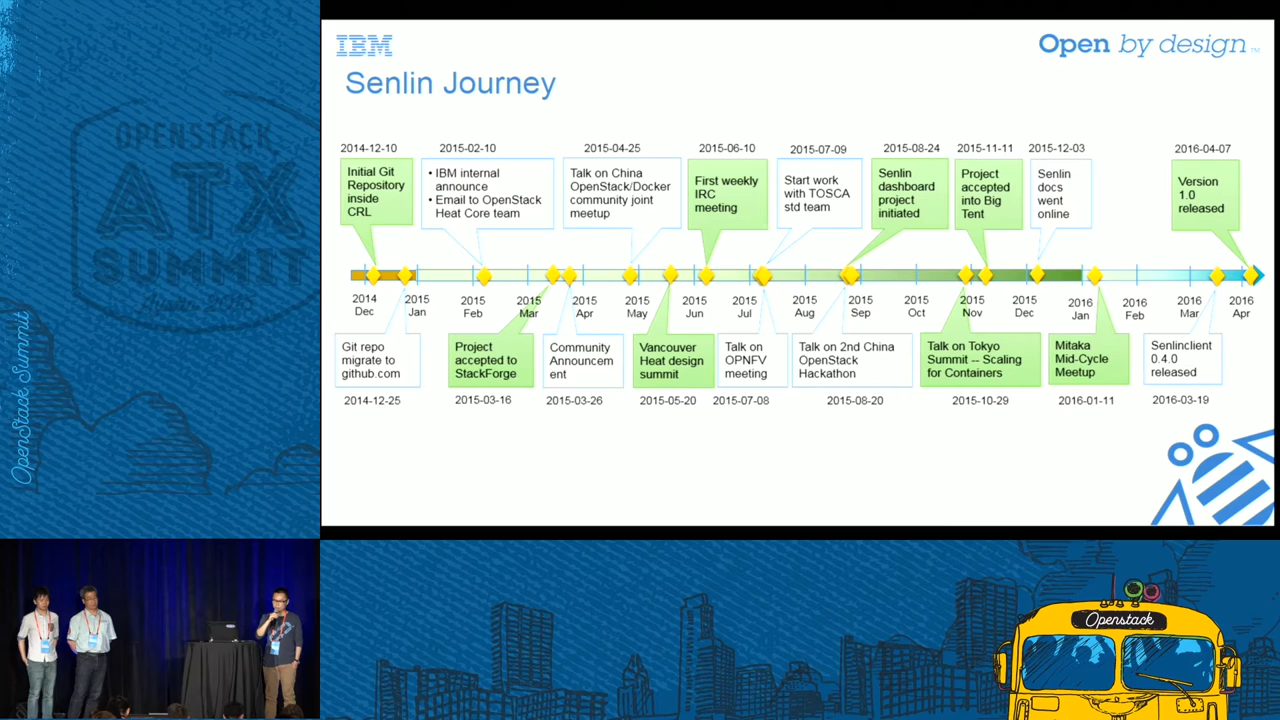 IBM
Open by design™
Senlin Journey
2014-12-10
2015-02-10
2015-04-25
2015-06-10
2015-07-09
2015-08-24
2015-11-11
2015-12-03
2016-04-07
Initial Git
Repository
inside
CRL
• IBM internal
announce
• Email to OpenStack
Heat Core team
Talk on China
OpenStack/Docker
community joint
meetup
First weekly
IRC
meeting
Start work
with TOSCA
std team
Senlin
dashboard
project
initiated
Project
accepted
into Big
Tent
Senlin
docs
went
online
Version
1.0
released
2014
Dec
2015
Jan
2015
Feb
2015
Mar
2015
Apr
2015
May
2015
Jun
2015
Jul
2015
Aug
2015
Sep
2015
Oct
2015
Nov
2015
Dec
2016
Jan
2016
Feb
2016
Mar
2016
Apr
Git repo
migrate to
github.com
Project
accepted to
StackForge
Community
Announcem
ent
Vancouver
Heat design
summit
Talk on
OPNFV
meeting
Talk on 2nd China
OpenStack
Hackathon
Talk on Tokyo
Summit -- Scaling
for Containers
Mitaka
Mid-Cycle
Meetup
Senlinclient
0.4.0
released
2014-12-25
2015-03-16
2015-03-26
2015-05-20
2015-07-08
2015-08-20
2015-10-29
2016-01-11
2016-03-19
OPENSTACK
ATX
SUMMIT
OpenStack Summit
Openstack